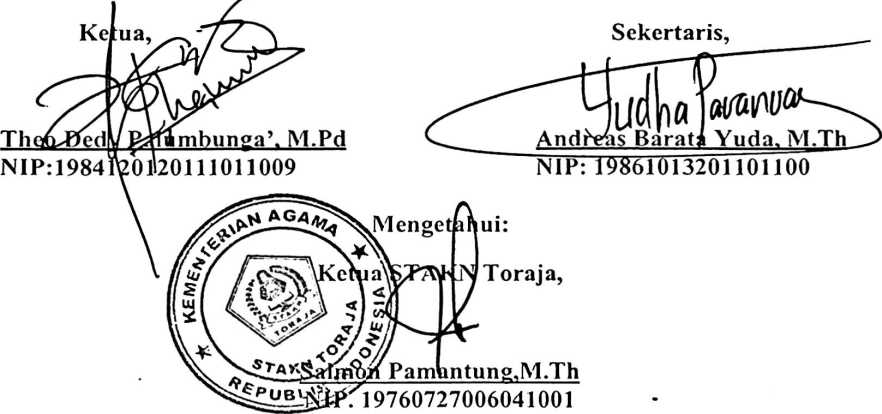 Ketua,
Sekertaris,
Yudha
Theo Dedy Palumbunga’, M.Pd
Andreas Barata Yuda, M.Th
NIP:1984120120111011009
NIP: 19861013201101100
Mengetahui:
Ketua STAKN Toraja,
KEMENTERIAN AGAMA
REPUBLIK INDONESIA
STAKN TORAJA
TORAJA
Salmon Pamantung,M.Th
NIP. 19760727006041001